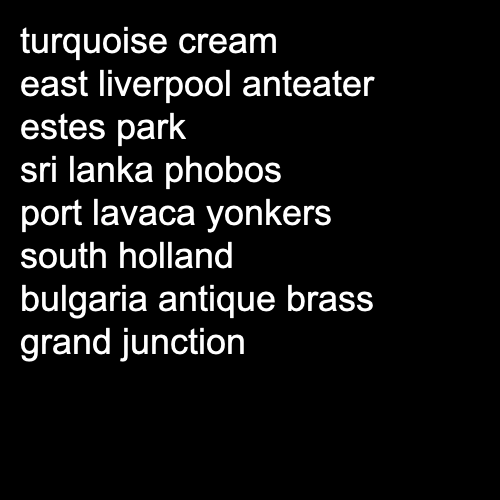 turquoise cream
east liverpool anteater
estes park
sri lanka phobos
port lavaca yonkers
south holland
bulgaria antique brass
grand junction